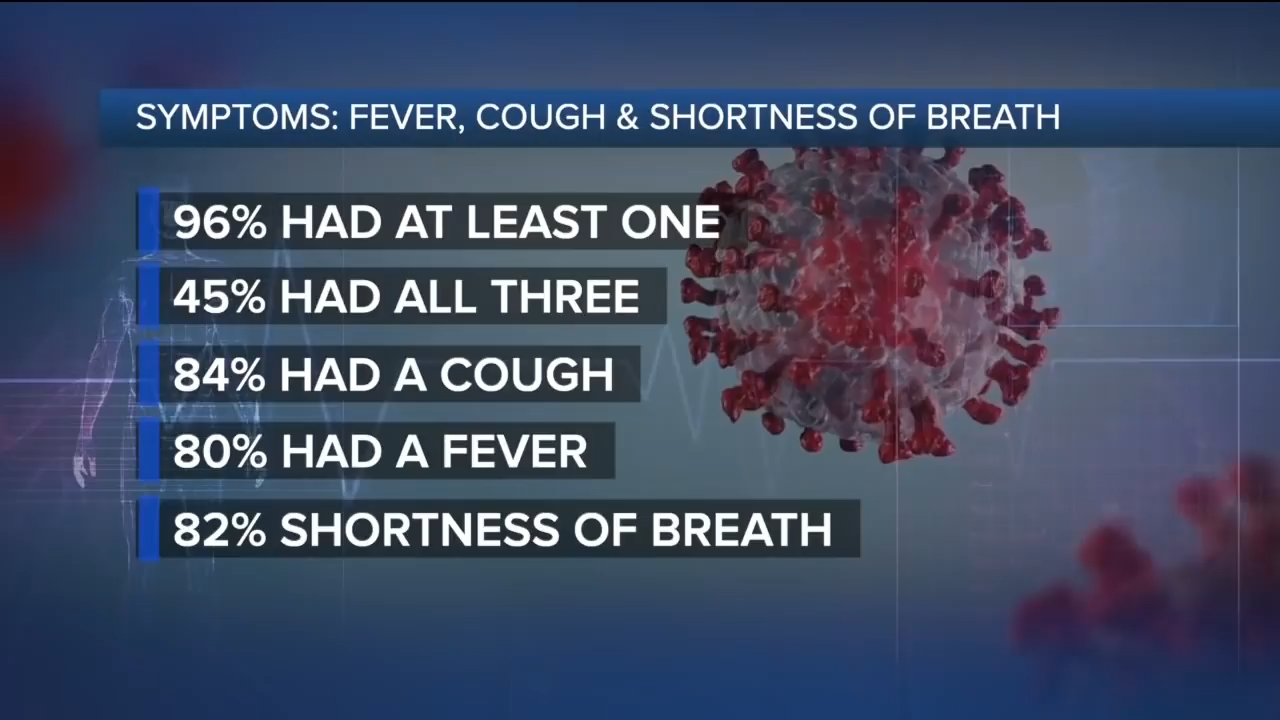 SYMPTOMS: FEVER, COUGH & SHORTNESS OF BREATH
96% HAD AT LEAST ONE
45% HAD ALL THREE
84% HAD A COUGH
80% HAD A FEVER
82% SHORTNESS OF BREATH